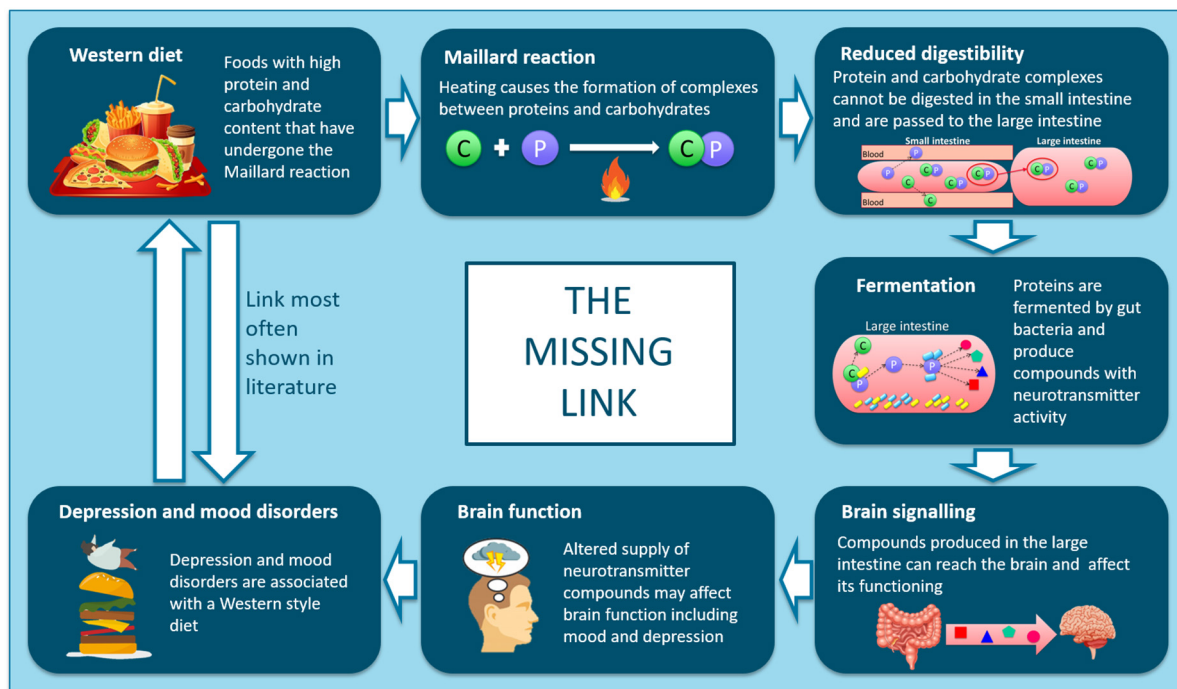 Western diet
Foods with high
protein and
carbohydrate
content that have
undergone the
Maillard reaction
Maillard reaction
Heating causes the formation of complexes
between proteins and carbohydrates
C
P
C
P
Reduced digestibility
Protein and carbohydrate complexes
cannot be digested in the small intestine
and are passed to the large intestine
Small intestine
Large intestine
Blood
P
P
C
P
C
P
C
P
C
P
C
C
P
C
P
C
P
C
P
Blood
C
Link most
often
shown in
literature
THE
MISSING
LINK
Fermentation
Large intestine
C
C
P
P
P
Proteins are
fermented by gut
bacteria and
produce
compounds with
neurotransmitter
activity
Depression and mood disorders
Depression and mood
disorders are associated
with a Western style
diet
Brain function
Altered supply of
neurotransmitter
compounds may affect
brain function including
mood and depression
Brain signalling
Compounds produced in the large
intestine can reach the brain and  affect
its functioning